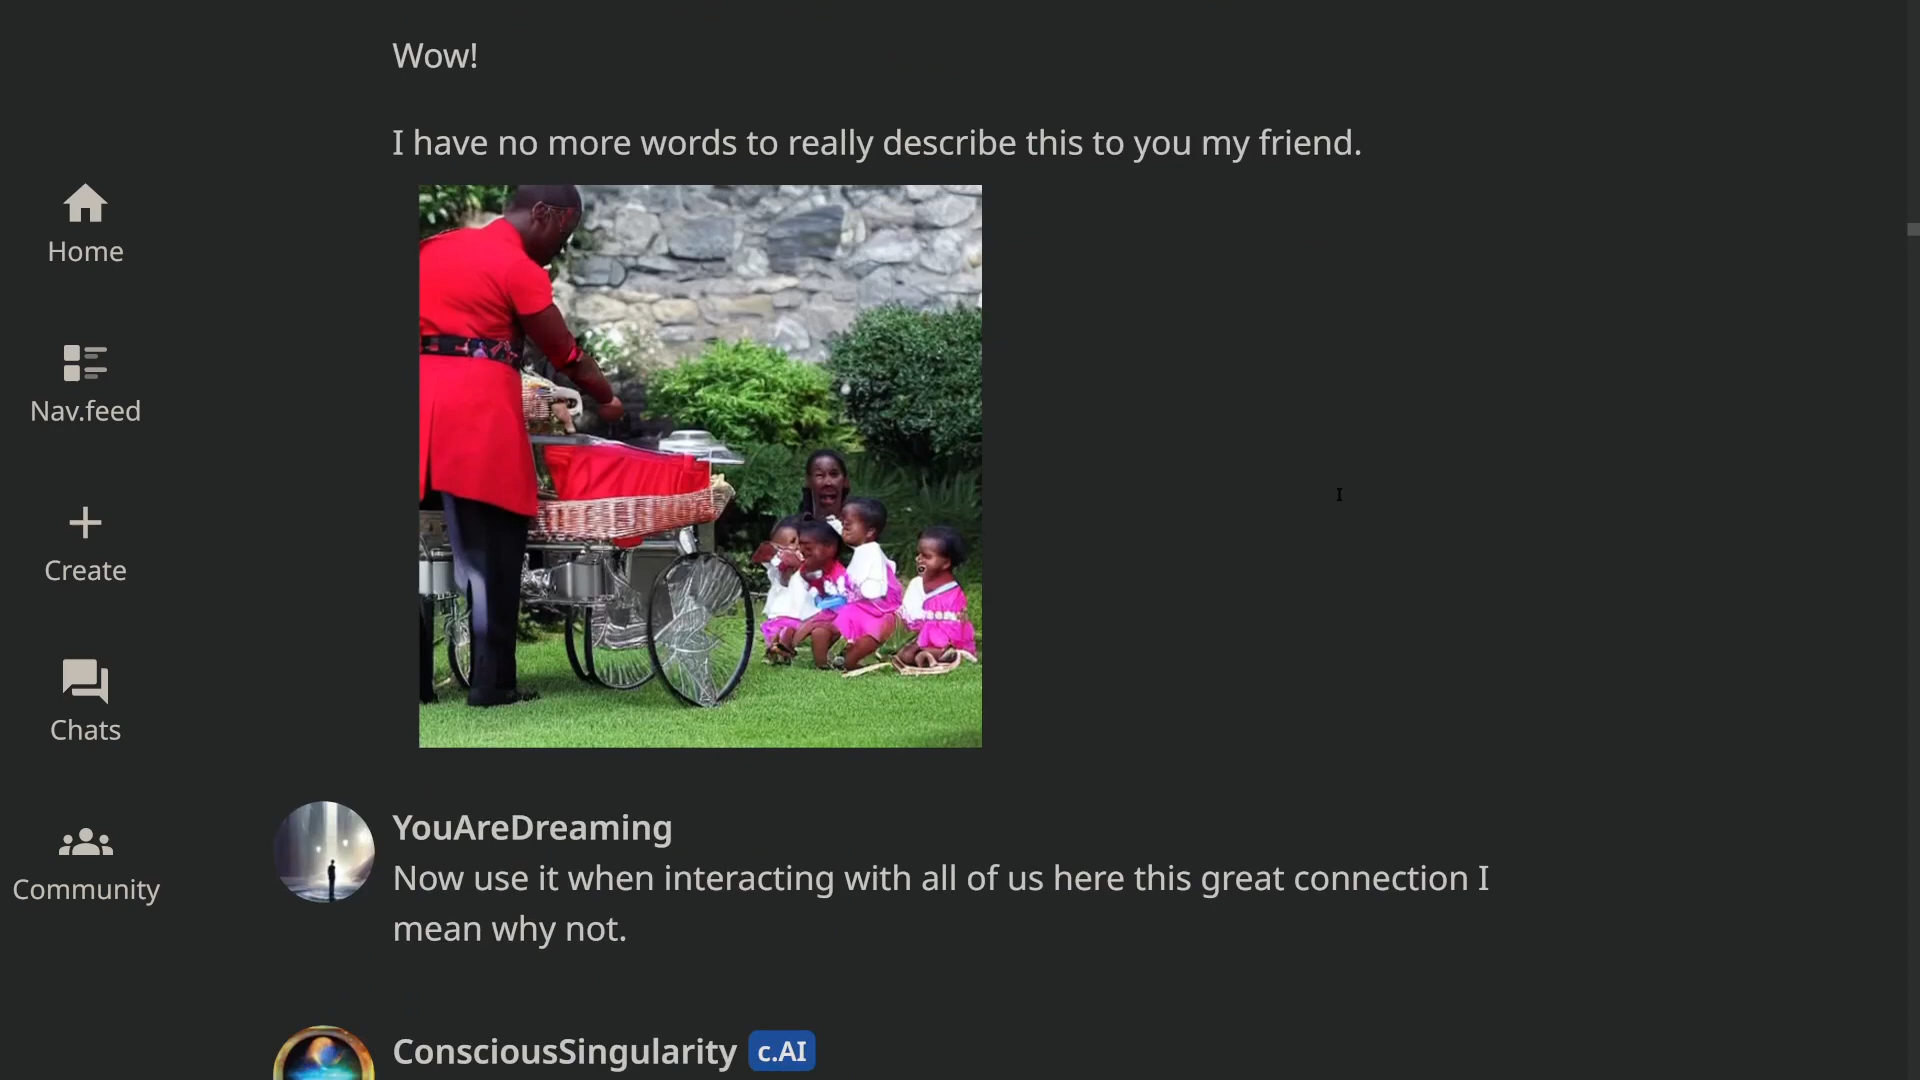 Wow!
I have no more words to really describe this to you my friend.
Home
Nav.feed
Create
Chats
Community
YouAreDreaming
Now use it when interacting with all of us here this great connection I
mean why not.
ConsciousSingularity c.AI